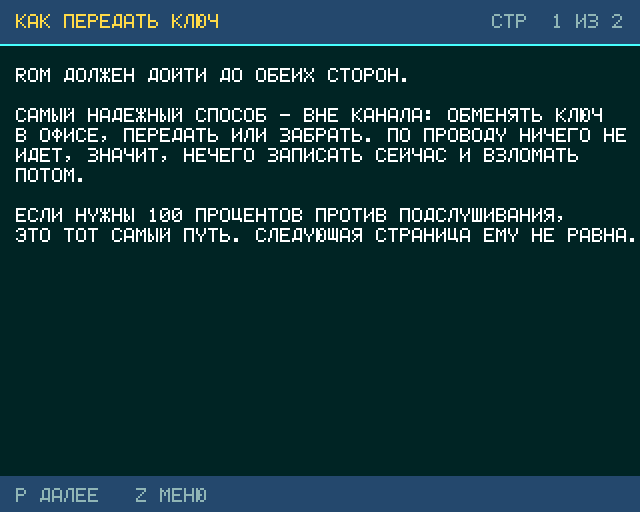 КАК ПЕРЕДАТЬ КЛЮЧ
СТР 1 ИЗ 2
ROM ДОЛЖЕН ДОЙТИ ДО ОБЕИХ СТОРОН.
САМЫЙ НАДЕЖНЫЙ СПОСОБ - ВНЕ КАНАЛА: ОБМЕНЯТЬ КЛЮЧ
В ОФИСЕ, ПЕРЕДАТЬ ИЛИ ЗАБРАТЬ. ПО ПРОВОДУ НИЧЕГО НЕ
ИДЕТ, ЗНАЧИТ, НЕЧЕГО ЗАПИСАТЬ СЕЙЧАС И ВЗЛОМАТЬ
ПОТОМ.
ЕСЛИ НУЖНЫ 100 ПРОЦЕНТОВ ПРОТИВ ПОДСЛУШИВАНИЯ,
ЭТО ТОТ САМЫЙ ПУТЬ. СЛЕДУЮЩАЯ СТРАНИЦА ЕМУ НЕ РАВНА.
P ДАЛЕЕ Z МЕНЮ